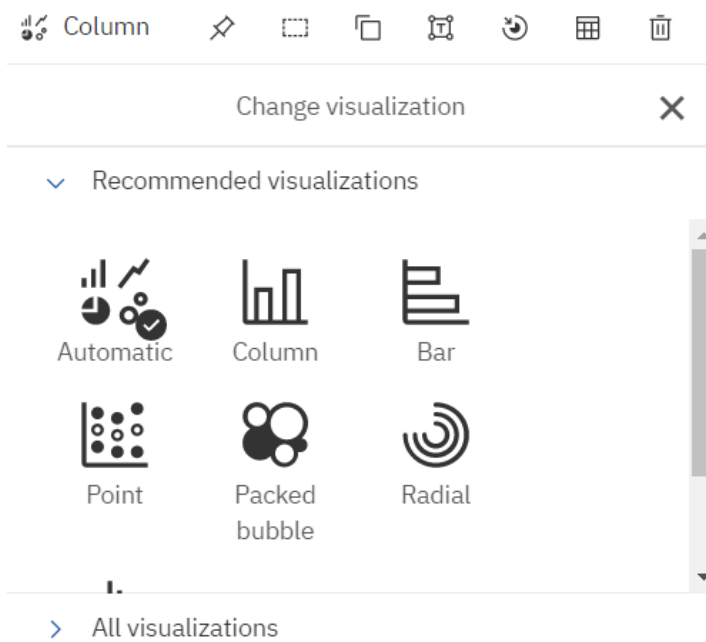 Column
Change visualization
Recommended visualizations
Automatic
Column
Bar
Point
Packed
bubble
Radial
All visualizations